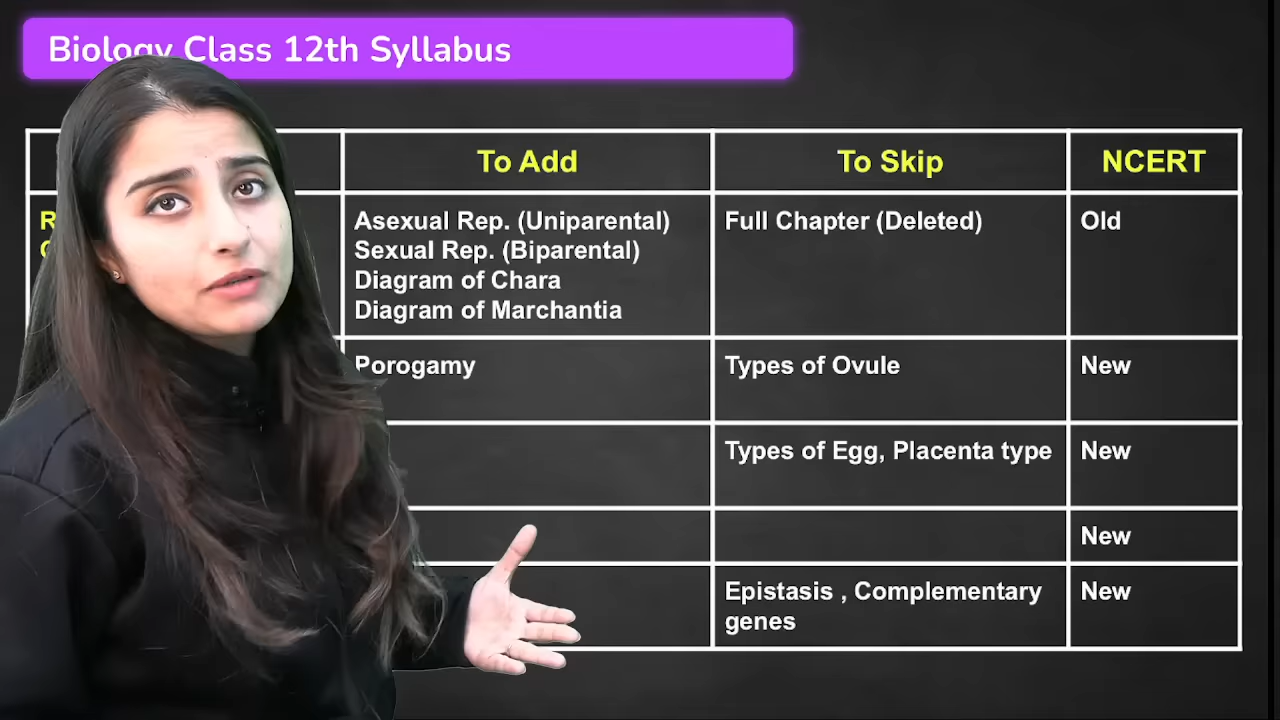 Biology Class 12th Syllabus
To Add
To Skip
NCERT
Asexual Rep. (Uniparental)
Sexual Rep. (Biparental)
Diagram of Chara
Diagram of Marchantia
Full Chapter (Deleted)
Old
Porogamy
Types of Ovule
New
Types of Egg, Placenta type
New
New
Epistasis , Complementary
genes
New